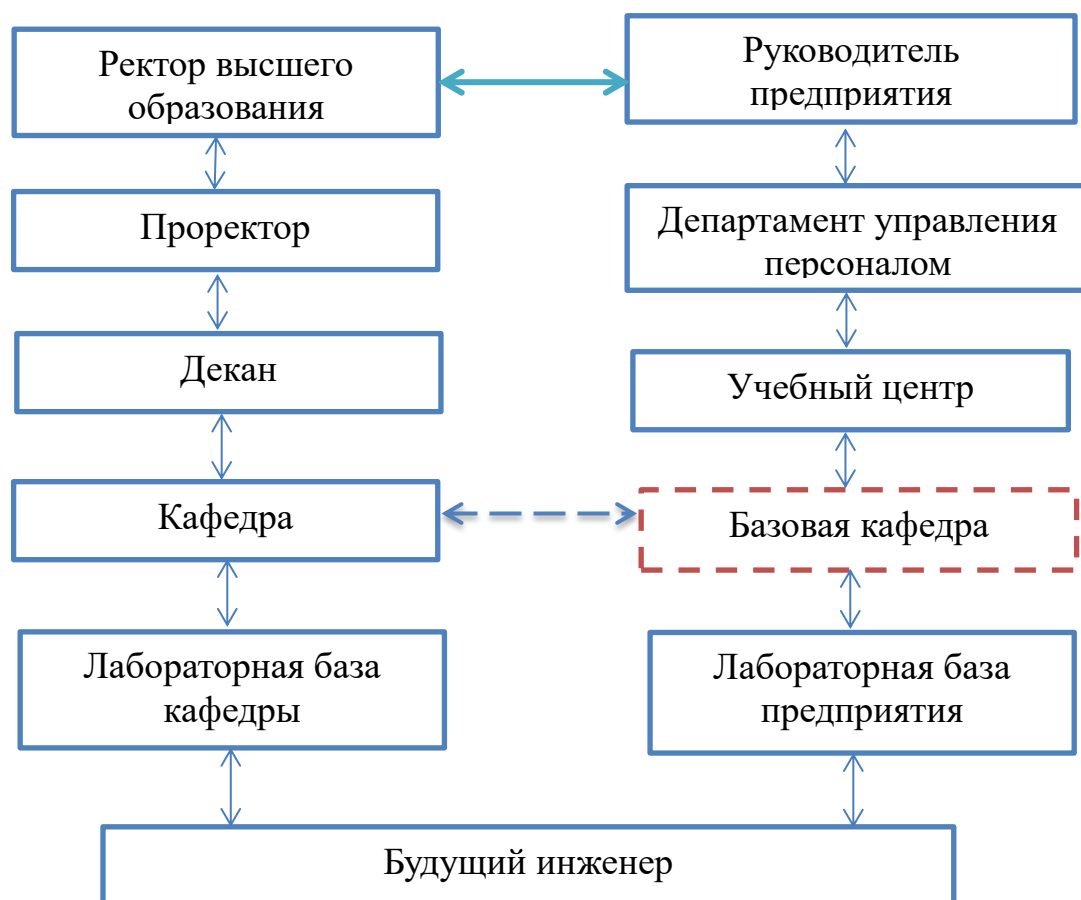 Ректор высшего
образования
Руководитель
предприятия
Проректор
Департамент управления
персоналом
Декан
Учебный центр
Кафедра
Базовая кафедра
Лабораторная база
кафедры
Лабораторная база
предприятия
Будущий инженер